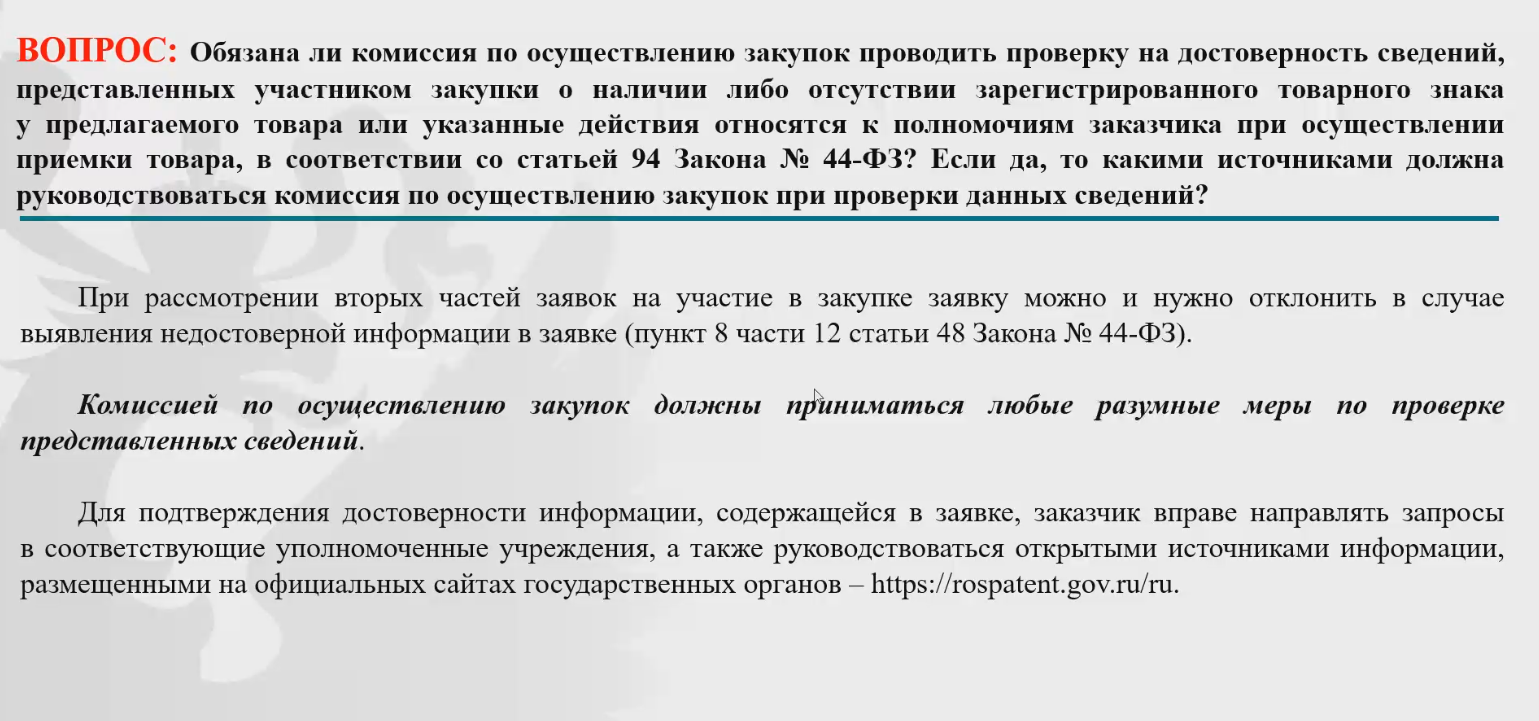 ВОПРОС: Обязана ли комиссия по осуществлению закупок проводить проверку на достоверность сведений,
представленных участником закупки о наличии либо отсутствии зарегистрированного товарного знака
у предлагаемого товара или указанные действия относятся к полномочиям заказчика при осуществлении
приемки товара, в соответствии со статьей 94 Закона № 44-ФЗ? Если да, то какими источниками должна
руководствоваться комиссия по осуществлению закупок при проверки данных сведений?
При рассмотрении вторых частей заявок на участие в закупке заявку можно и нужно отклонить в случае
выявления недостоверной информации в заявке (пункт 8 части 12 статьи 48 Закона № 44-ФЗ).
Комиссией по осуществлению закупок должны приниматься любые разумные меры по проверке
представленных сведений.
Для подтверждения достоверности информации, содержащейся в заявке, заказчик вправе направлять запросы
в соответствующие уполномоченные учреждения, а также руководствоваться открытыми источниками информации,
размещенными на официальных сайтах государственных органов – https://rospatent.gov.ru/ru.